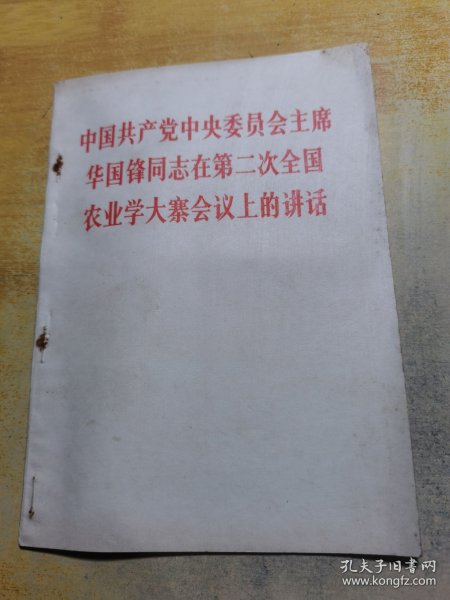 中国共产党中央委员会主席
华国锋同志在第二次全国
农业学大寨会议上的讲话
孔夫子旧书网
www.kongfz.com